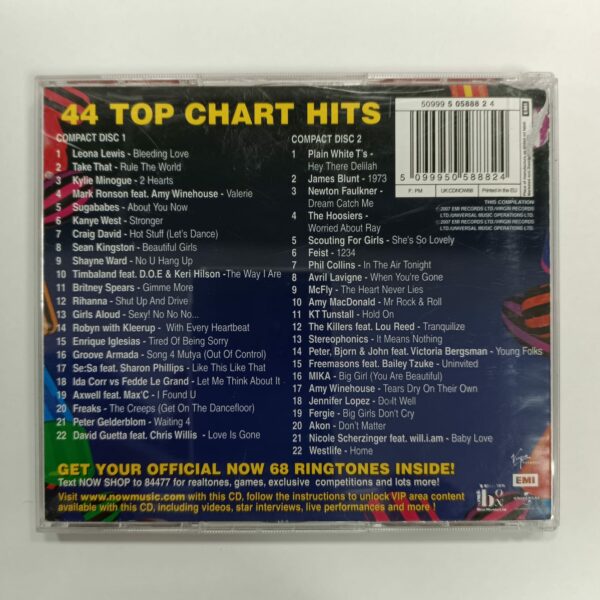 44 TOP CHART HITS
50999 5 05888 2 4
EMI
5 099950 588824
F: PM
UK:CDNOW68
Printed in the EU
THIS COMPILATION
COMPACT DISC 1
1 Leona Lewis - Bleeding Love
2 Take That - Rule The World
3 Kylie Minogue - 2 Hearts
4 Mark Ronson feat. Amy Winehouse - Valerie
5 Sugababes - About You Now
6 Kanye West - Stronger
7 Craig David - Hot Stuff (Let's Dance)
8 Sean Kingston - Beautiful Girls
9 Shayne Ward - No U Hang Up
10 Timbaland feat. D.O.E & Keri Hilson -The Way I Are
11 Britney Spears - Gimme More
12 Rihanna - Shut Up And Drive
13 Girls Aloud - Sexy! No No No...
14 Robyn with Kleerup - With Every Heartbeat
15 Enrique Iglesias - Tired Of Being Sorry
16 Groove Armada - Song 4 Mutya (Out Of Control)
17 Se:Sa feat. Sharon Phillips - Like This Like That
18 Ida Corr vs Fedde Le Grand - Let Me Think About It
19 Axwell feat. Max'C - I Found U
20 Freaks - The Creeps (Get On The Dancefloor)
21 Peter Gelderblom - Waiting 4
22 David Guetta feat. Chris Willis - Love Is Gone
COMPACT DISC 2
1 Plain White T's -
Hey There Delilah
2 James Blunt - 1973
3 Newton Faulkner -
Dream Catch Me
4 The Hoosiers -
Worried About Ray
5 Scouting For Girls - She's So Lovely
6 Feist - 1234
7 Phil Collins - In The Air Tonight
8 Avril Lavigne - When You're Gone
9 McFly - The Heart Never Lies
10 Amy MacDonald - Mr Rock & Roll
11 KT Tunstall - Hold On
12 The Killers feat. Lou Reed - Tranquilize
13 Stereophonics - It Means Nothing
14 Peter, Bjorn & John feat. Victoria Bergsman - Young Folks
15 Freemasons feat. Bailey Tzuke - Uninvited
16 MIKA - Big Girl (You Are Beautiful)
17 Amy Winehouse - Tears Dry On Their Own
18 Jennifer Lopez - Do It Well
19 Fergie - Big Girls Don't Cry
20 Akon - Don't Matter
21 Nicole Scherzinger feat. will.i.am - Baby Love
22 Westlife - Home
GET YOUR OFFICIAL NOW 68 RINGTONES INSIDE!
Text NOW SHOP to 84477 for realtones, games, exclusive competitions and lots more!
Visit www.nowmusic.com with this CD, follow the instructions to unlock VIP area content
available with this CD, including videos, star interviews, live performances and more !
Virgin
EMI
UNIVERSAL